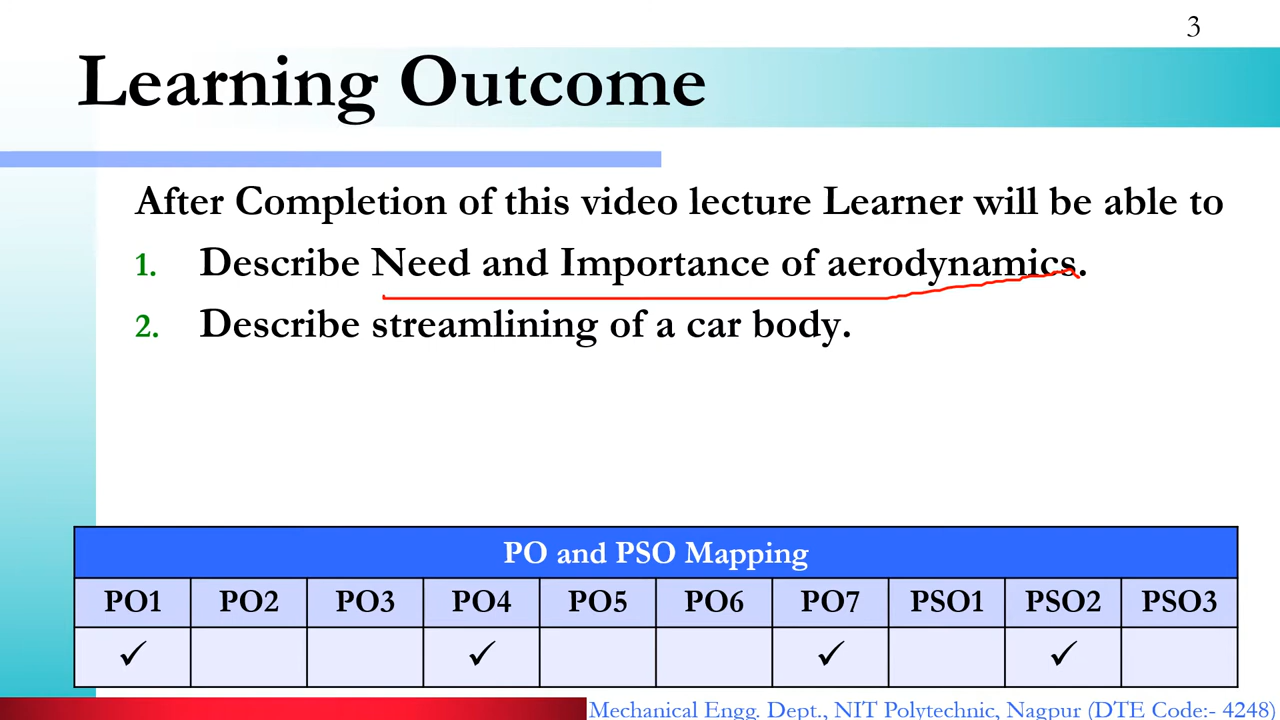 3
Learning Outcome
After Completion of this video lecture Learner will be able to
1. Describe Need and Importance of aerodynamics.
2. Describe streamlining of a car body.
PO and PSO Mapping
PO1 PO2 PO3 PO4 PO5 PO6 PO7 PSO1 PSO2 PSO3
✓ ✓ ✓ ✓
Mechanical Engg. Dept., NIT Polytechnic, Nagpur (DTE Code:- 4248)